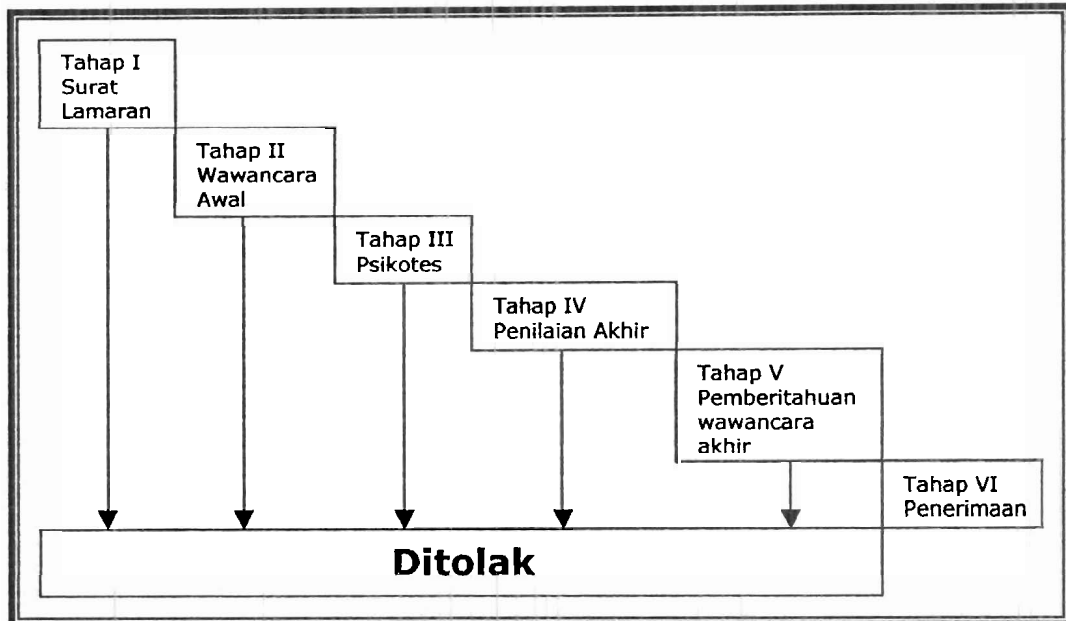 Tahap I
Surat
Lamaran
Tahap II
Wawancara
Awal
Tahap III
Psikotes
Tahap IV
Penilaian Akhir
Tahap V
Pemberitahuan
wawancara
akhir
Tahap VI
Penerimaan
Ditolak